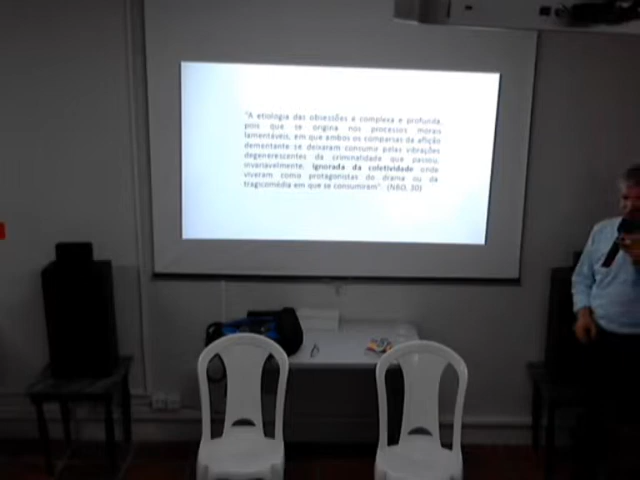 "A etiologia das obsessões é complexa e profunda,
pois que se origina nos processos morais
lamentáveis, em que ambos os comparsas da aflição
dementante se deixaram consumir pelas vibrações
degenerescentes da criminalidade que passou,
invariavelmente, ignorada da coletividade onde
viveram como protagonistas do drama ou da
tragicomédia em que se consumiram". (NBO, 30)